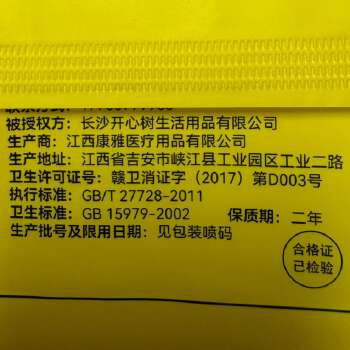 被授权方：长沙开心树生活用品有限公司
生产商：江西康雅医疗用品有限公司
生产地址：江西省吉安市峡江县工业园区工业二路
卫生许可证号：赣卫消证字（2017）第D003号
执行标准：GB/T 27728-2011
卫生标准：GB 15979-2002 保质期：二年
生产批号及限用日期：见包装喷码
合格证
已检验